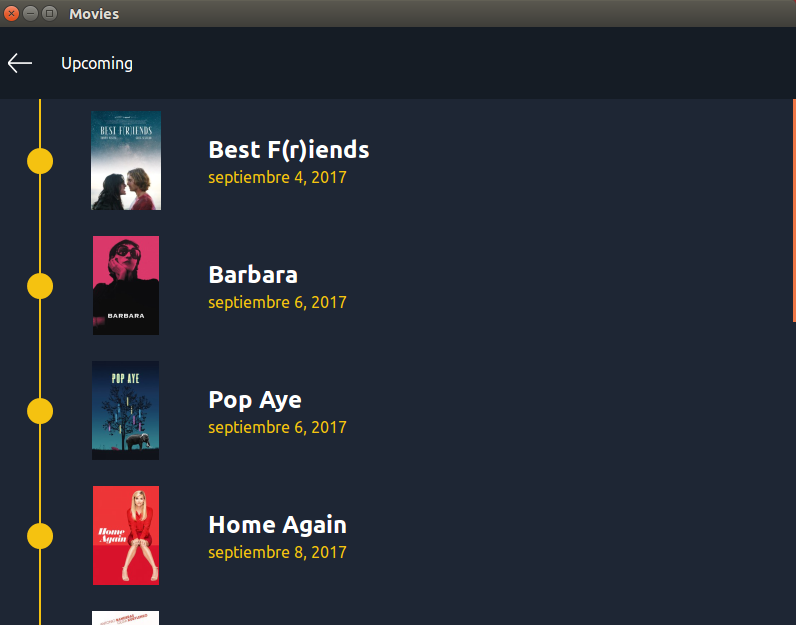 Movies
Upcoming
BEST F(R)IENDS
Best F(r)iends
septiembre 4, 2017
BARBARA
Barbara
septiembre 6, 2017
POP AYE
Pop Aye
septiembre 6, 2017
Home
Again
Home Again
septiembre 8, 2017